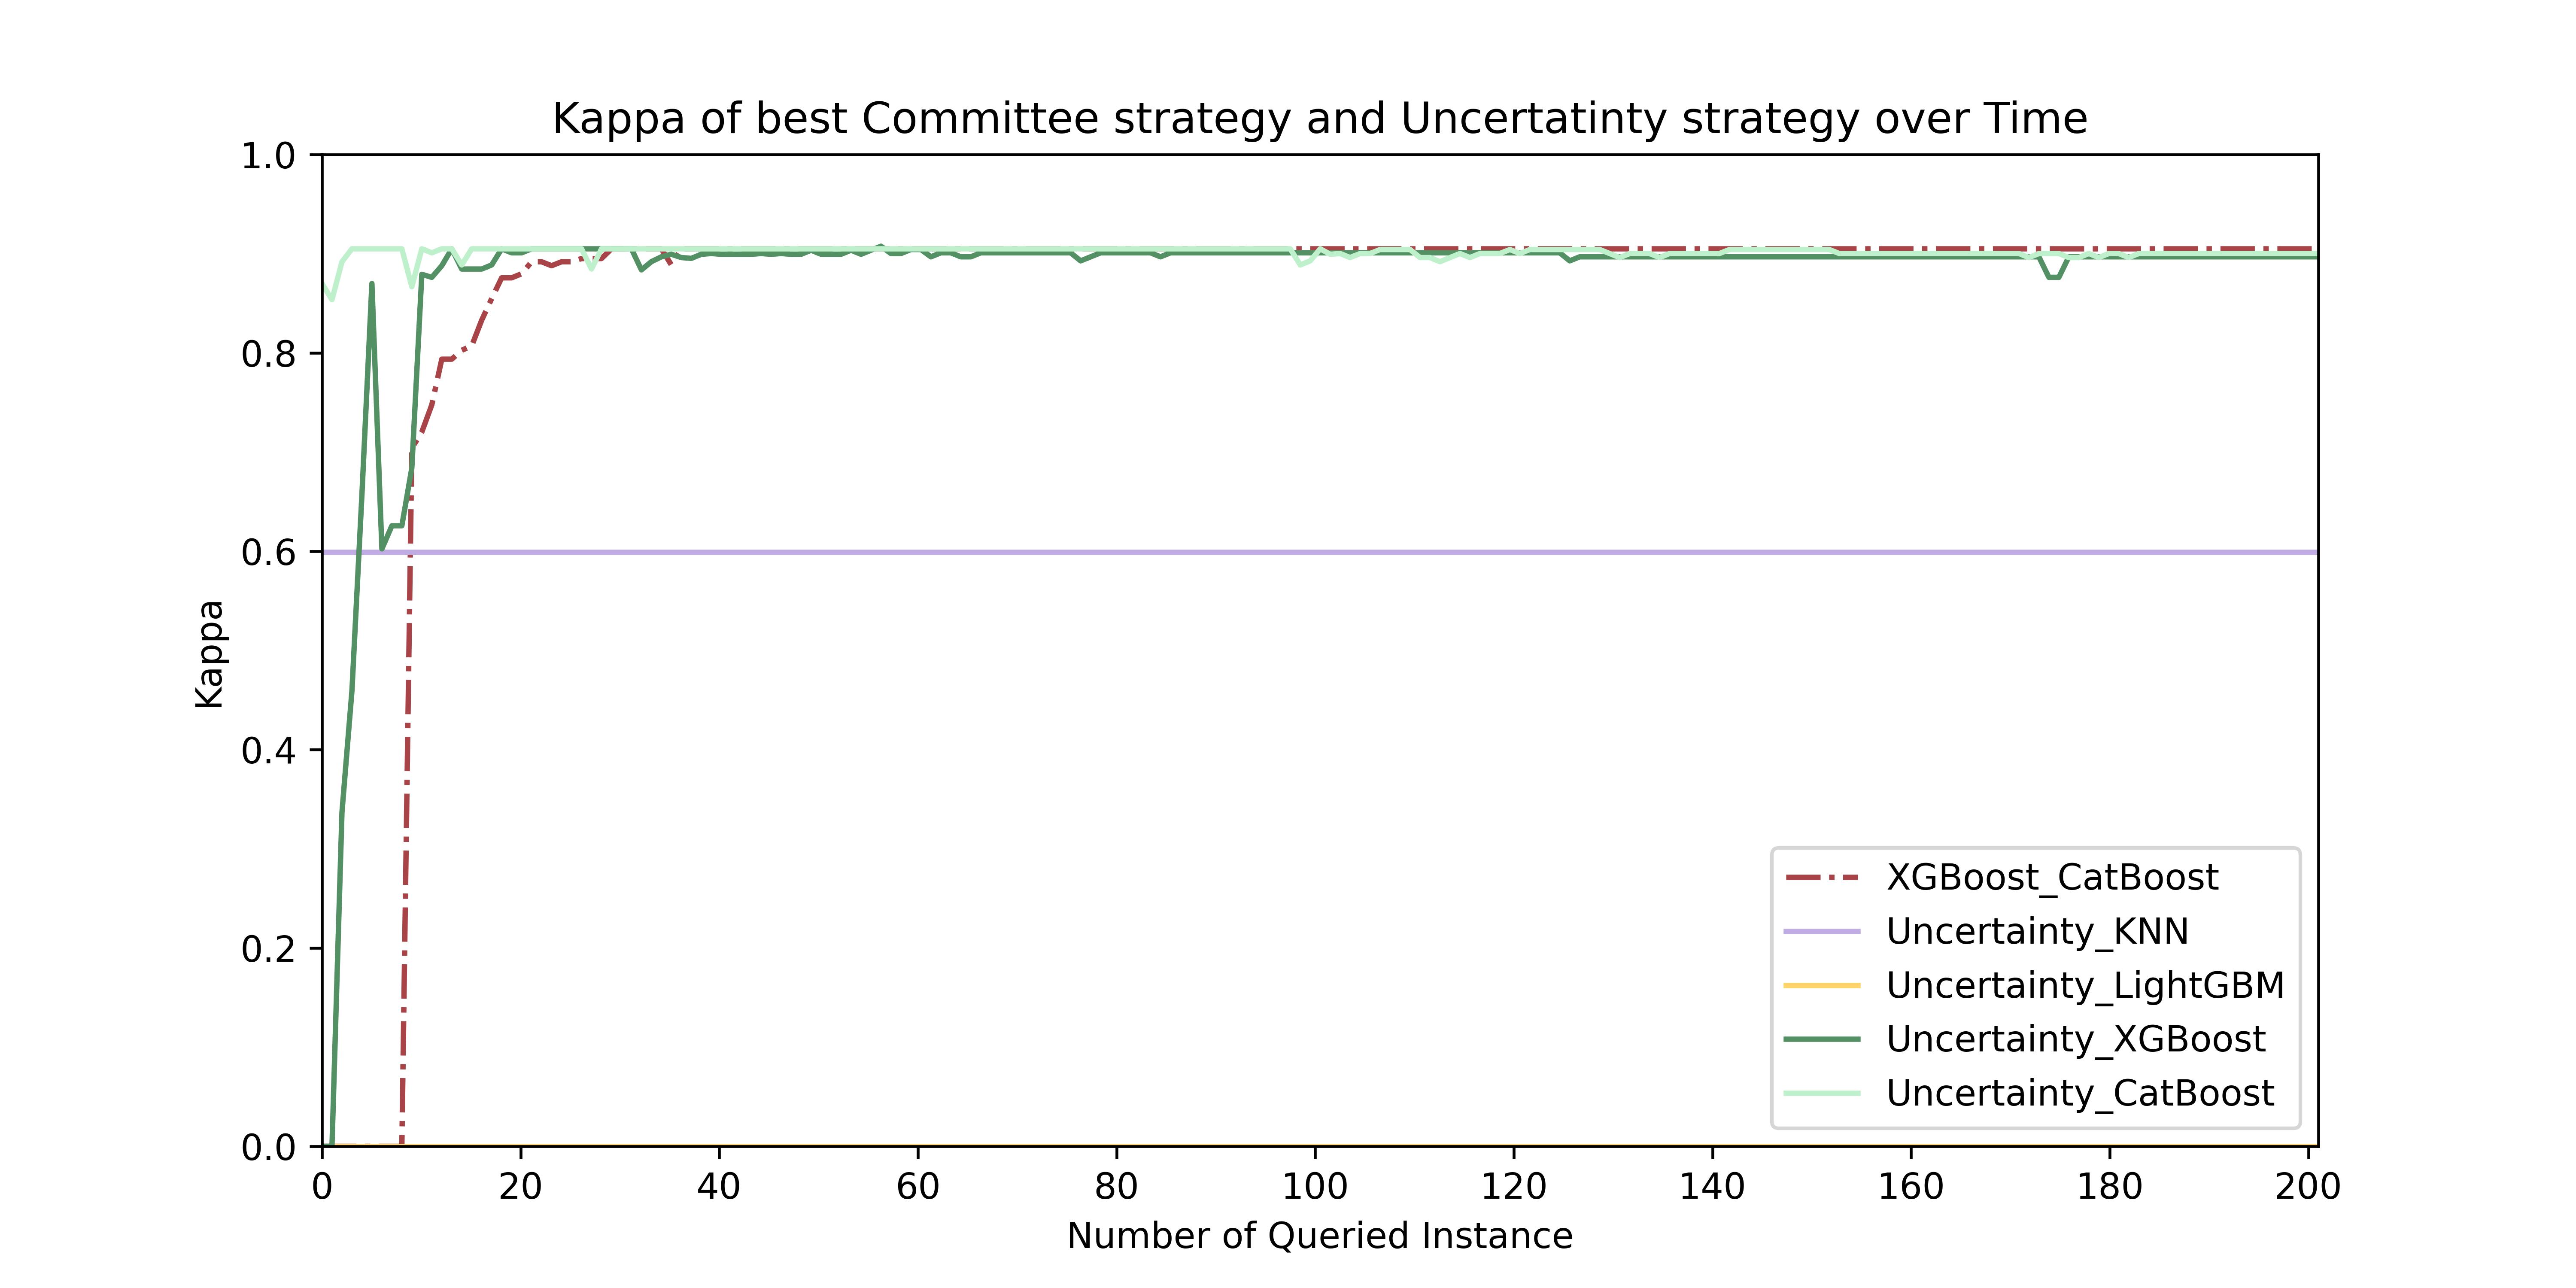 Kappa of best Committee strategy and Uncertatinty strategy over Time
1.0
0.8
0.6
0.4
0.2
0.0
Kappa
0 20 40 60 80 100 120 140 160 180 200
Number of Queried Instance
XGBoost_CatBoost
Uncertainty_KNN
Uncertainty_LightGBM
Uncertainty_XGBoost
Uncertainty_CatBoost